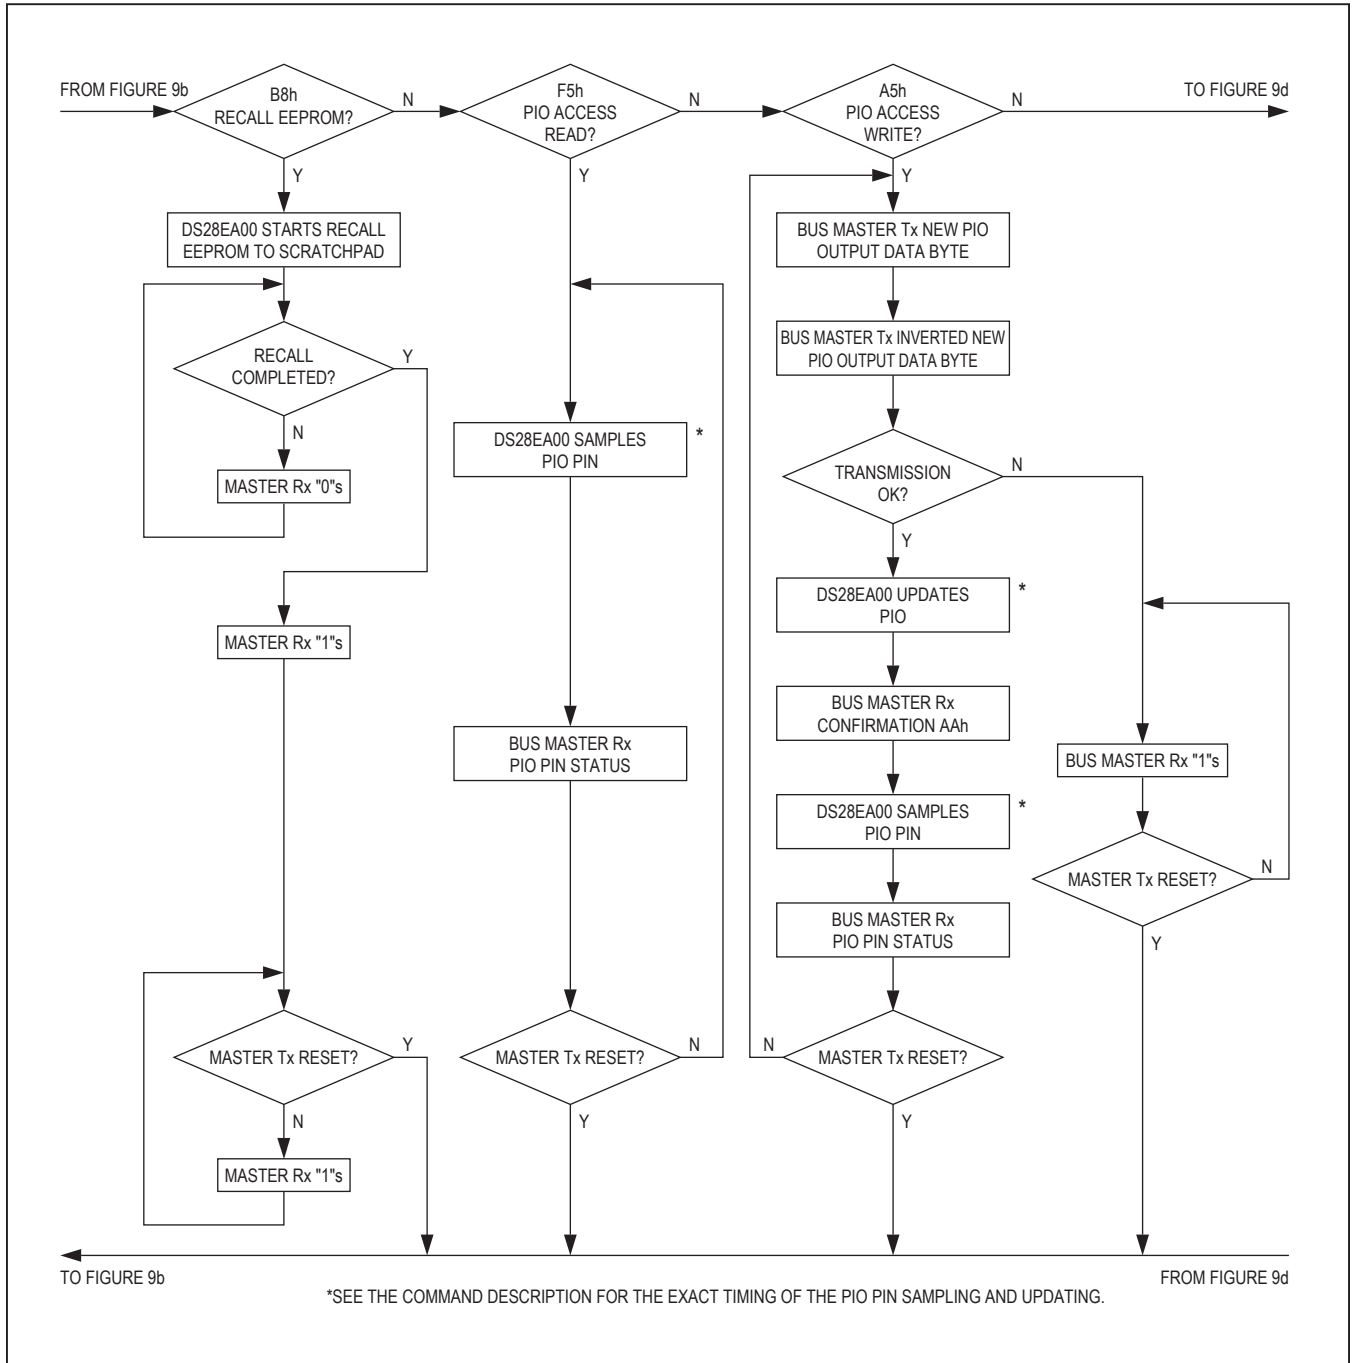 FROM FIGURE 9b
B8h
RECALL EEPROM?
N
Y
F5h
PIO ACCESS
READ?
N
Y
A5h
PIO ACCESS
WRITE?
N
Y
TO FIGURE 9d
DS28EA00 STARTS RECALL
EEPROM TO SCRATCHPAD
RECALL
COMPLETED?
Y
N
MASTER Rx "0"s
MASTER Rx "1"s
MASTER Tx RESET?
Y
N
MASTER Rx "1"s
DS28EA00 SAMPLES
PIO PIN
*
BUS MASTER Rx
PIO PIN STATUS
MASTER Tx RESET?
N
Y
BUS MASTER Tx NEW PIO
OUTPUT DATA BYTE
BUS MASTER Tx INVERTED NEW
PIO OUTPUT DATA BYTE
TRANSMISSION
OK?
N
Y
DS28EA00 UPDATES
PIO
*
BUS MASTER Rx
CONFIRMATION AAh
DS28EA00 SAMPLES
PIO PIN
*
BUS MASTER Rx
PIO PIN STATUS
N
MASTER Tx RESET?
Y
BUS MASTER Rx "1"s
MASTER Tx RESET?
N
Y
TO FIGURE 9b
FROM FIGURE 9d
*SEE THE COMMAND DESCRIPTION FOR THE EXACT TIMING OF THE PIO PIN SAMPLING AND UPDATING.